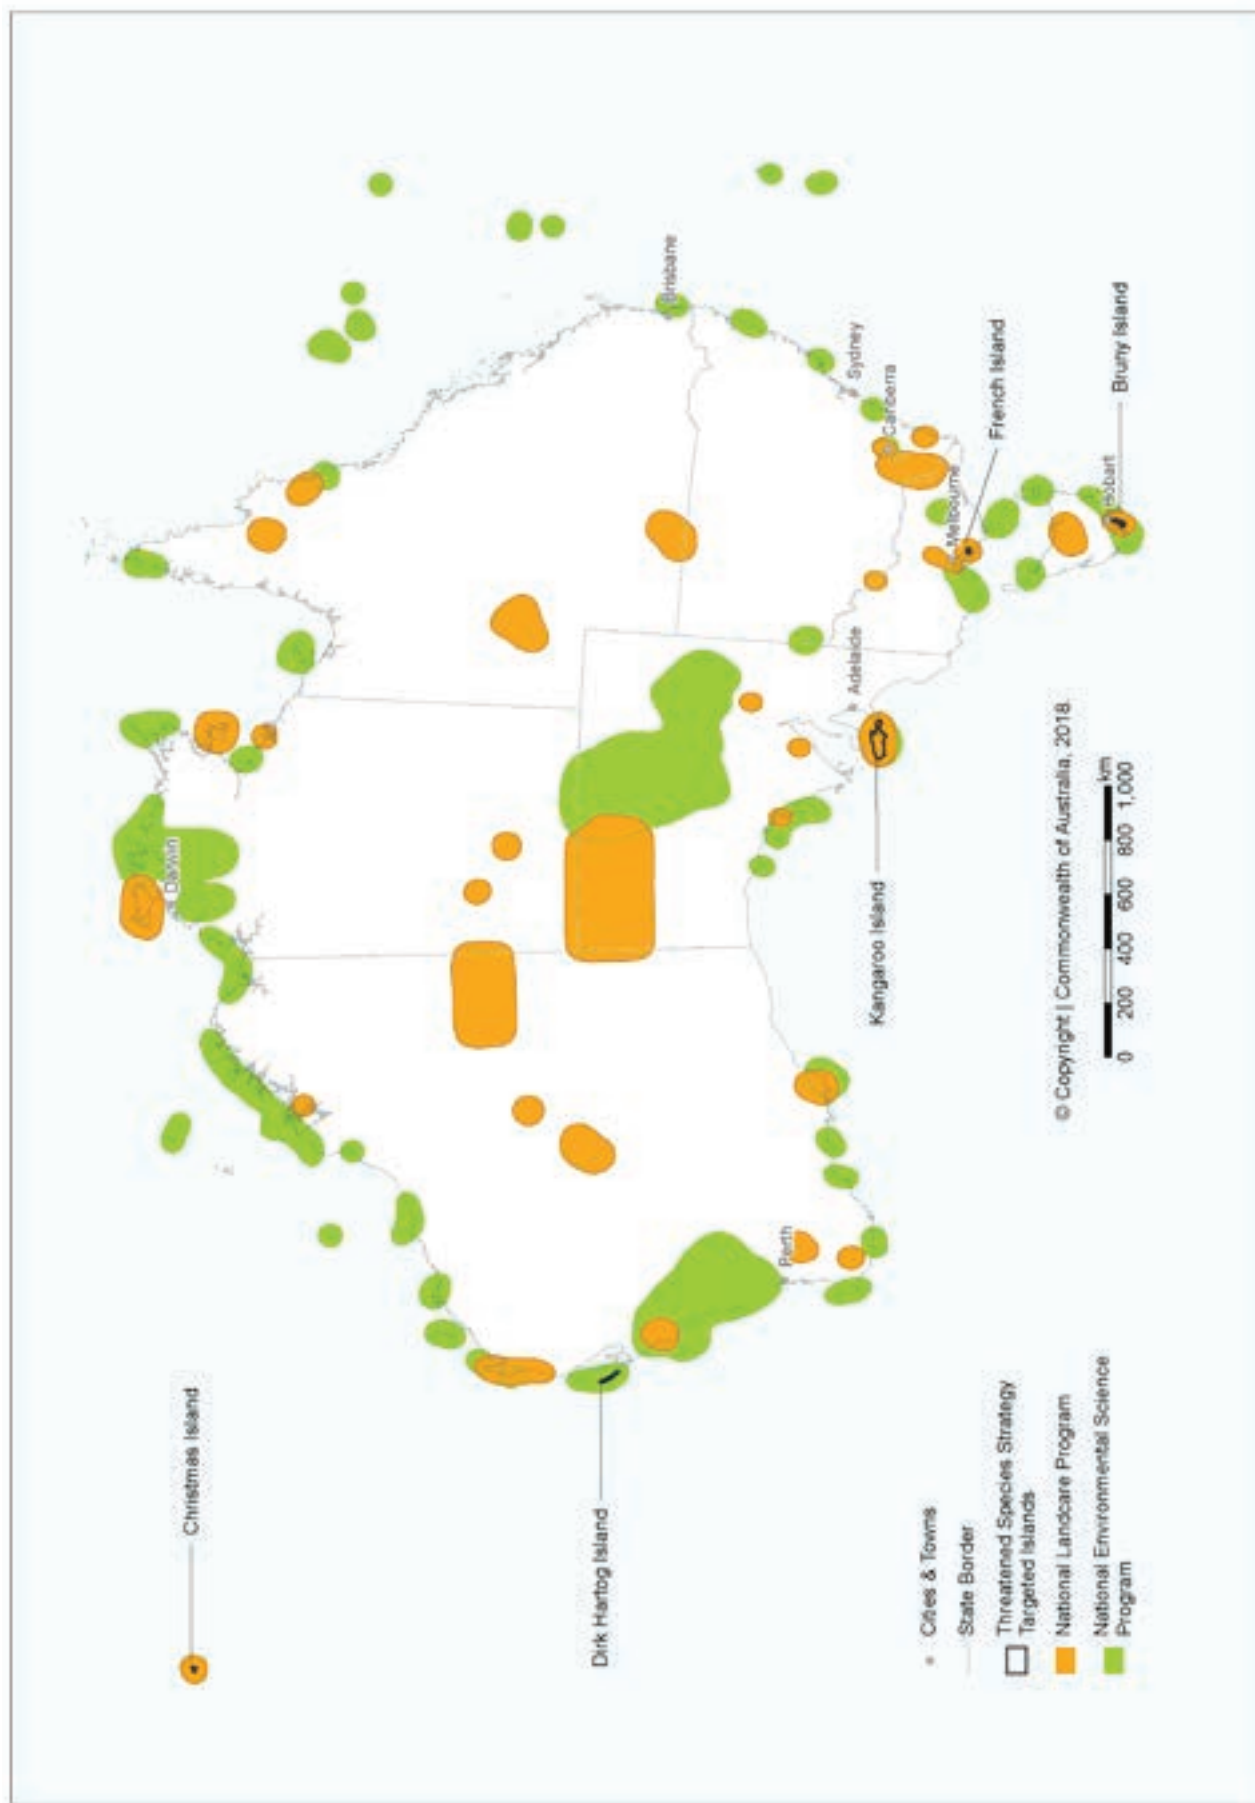 Christmas Island
Darwin
Dirk Hartog Island
Brisbane
Perth
Adelaide
Sydney
Canberra
Melbourne
Kangaroo Island
French Island
Hobart
Bruny Island
Cities & Towns
State Border
Threatened Species Strategy
Targeted Islands
National Landcare Program
National Environmental Science
Program
© Copyright | Commonwealth of Australia, 2018.
km
0 200 400 600 800 1,000